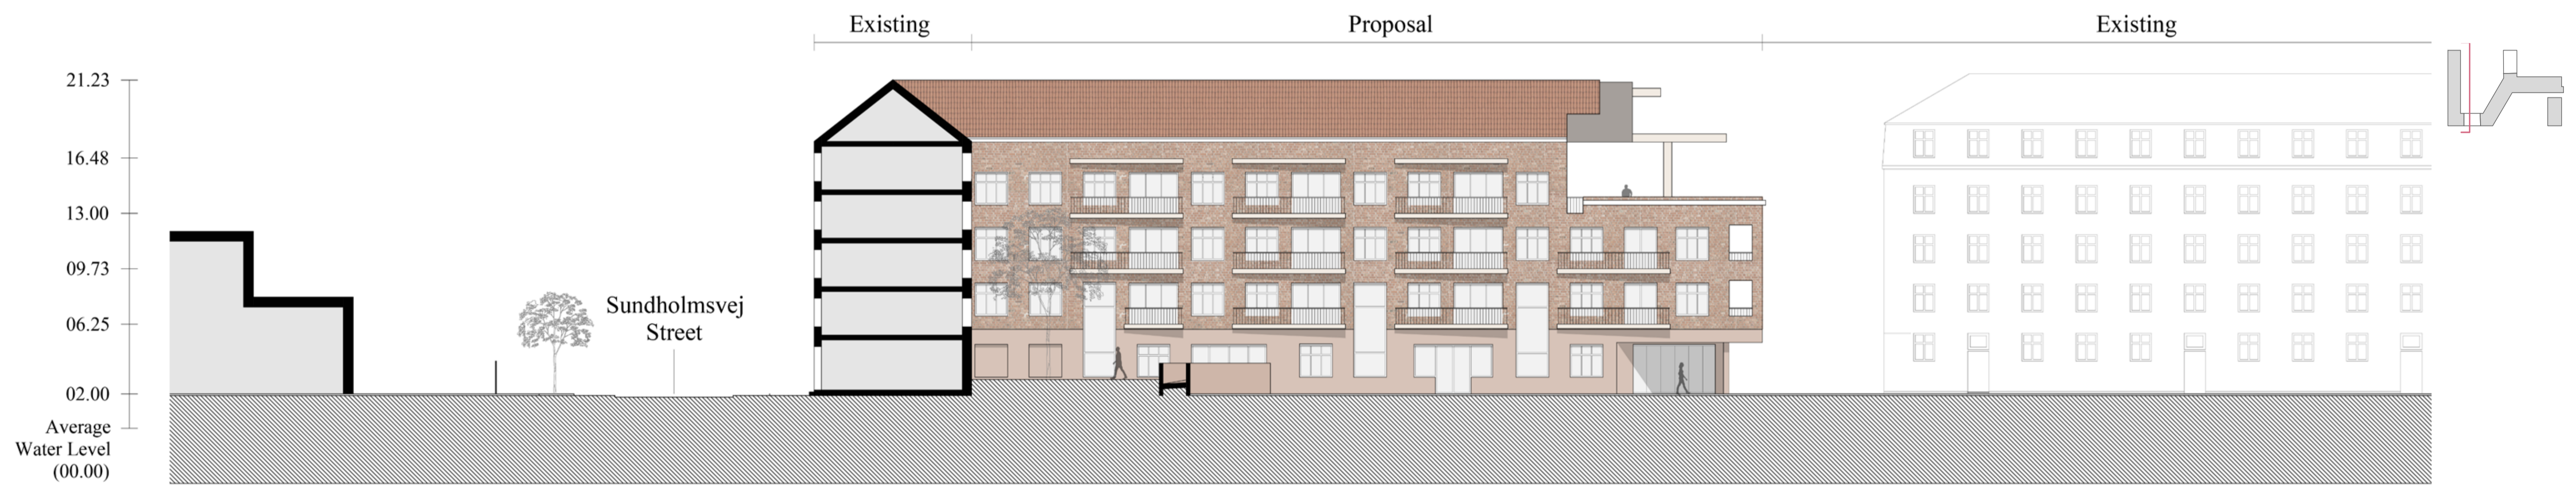 Existing
Proposal
Existing
21.23
16.48
13.00
09.73
06.25
02.00
Average
Water Level
(00.00)
Sundholmsvej
Street